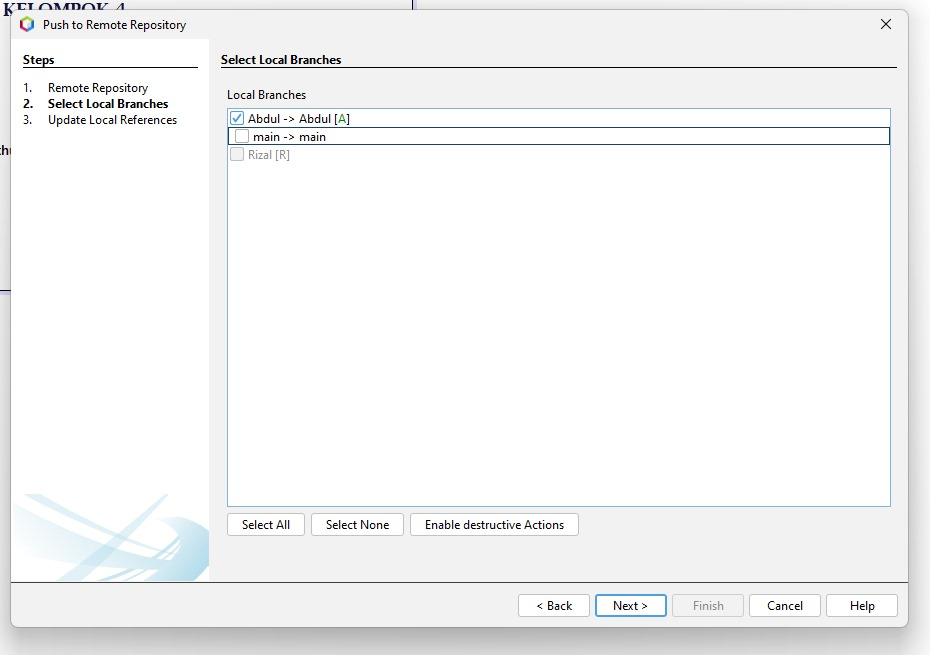 KELOMPOK 4
Push to Remote Repository
Steps
1. Remote Repository
2. Select Local Branches
3. Update Local References
Select Local Branches
Local Branches
Abdul -> Abdul [A]
main -> main
Rizal [R]
Select All
Select None
Enable destructive Actions
< Back
Next >
Finish
Cancel
Help